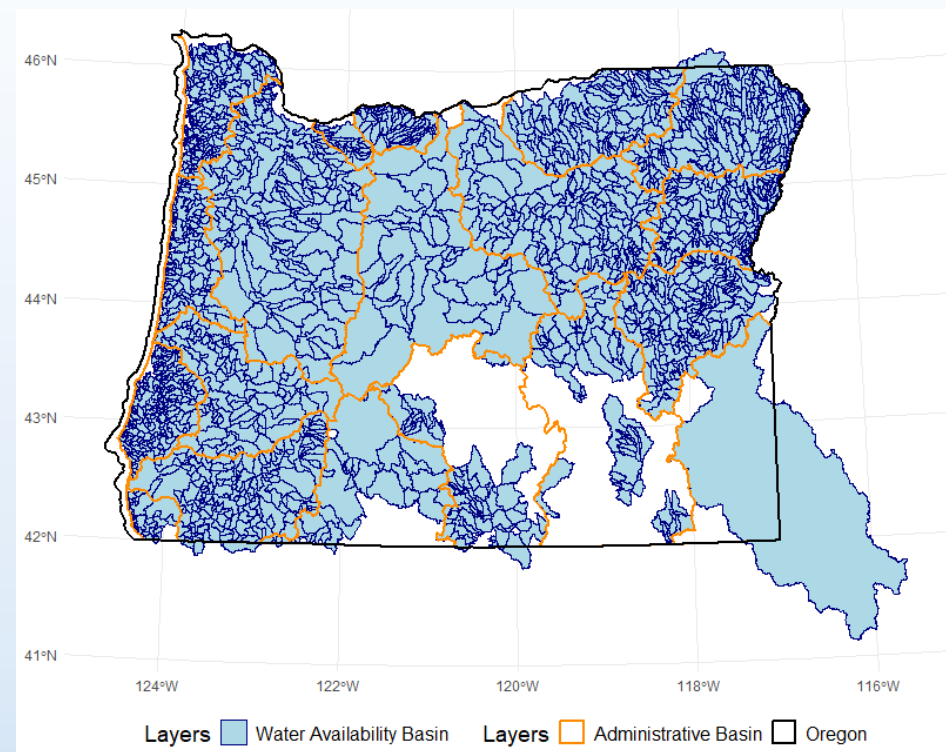 46°N
45°N
44°N
43°N
42°N
41°N
124°W 122°W 120°W 118°W 116°W
Layers Water Availability Basin Layers Administrative Basin Oregon